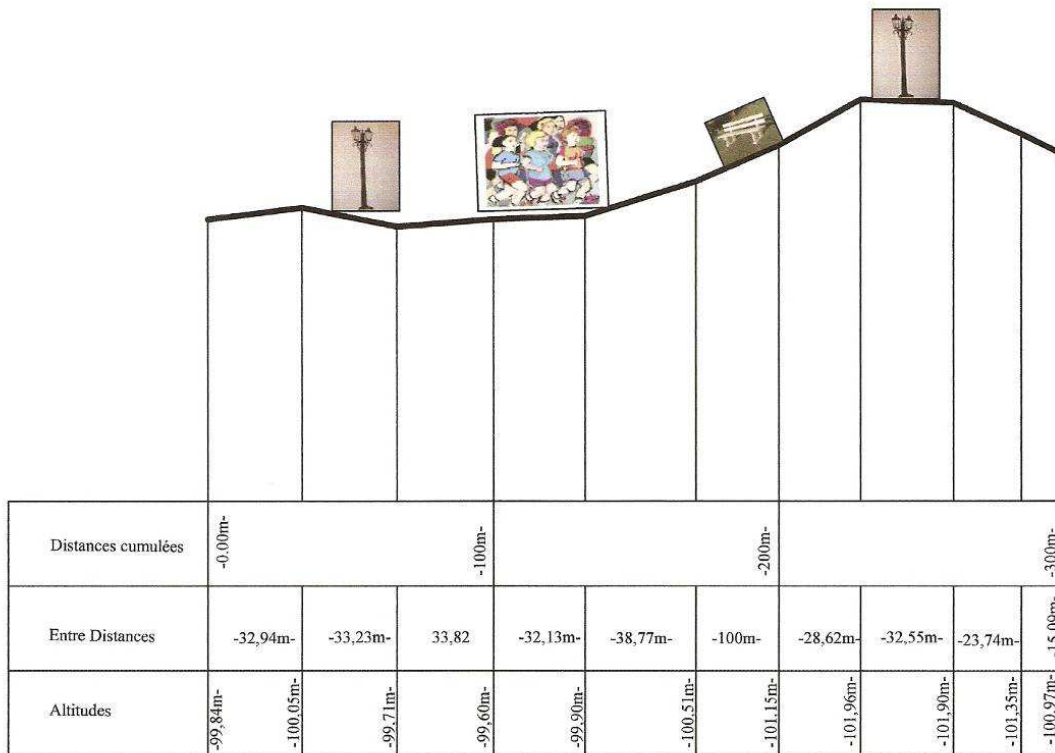 Distances cumulées -0.00m- -100m- -200m- -300m-
Entre Distances -32,94m- -33,23m- 33,82 -32,13m- -38,77m- -100m- -28,62m- -32,55m- -23,74m- -15,09m-
Altitudes -99,84m- -100,05m- -99.71m- -99,60m- -99.90m- -100.51m- -101.15m- -101,96m- -101,90m- -101,35m- -100.97m-